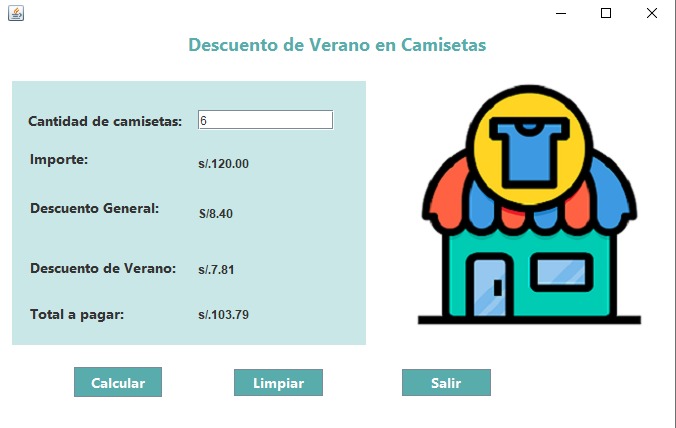 Descuento de Verano en Camisetas
Cantidad de camisetas: 6
Importe: s/.120.00
Descuento General: S/8.40
Descuento de Verano: s/.7.81
Total a pagar: s/.103.79
Calcular Limpiar Salir